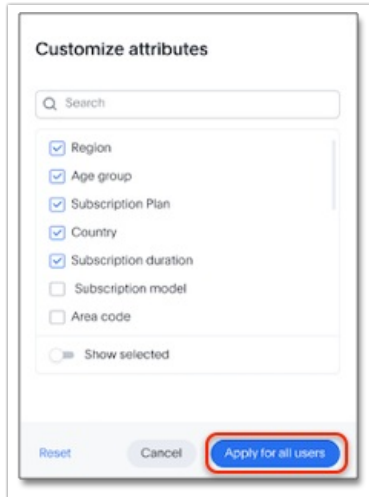 Customize attributes
Search
Region
Age group
Subscription Plan
Country
Subscription duration
Subscription model
Area code
Show selected
Reset Cancel Apply for all users